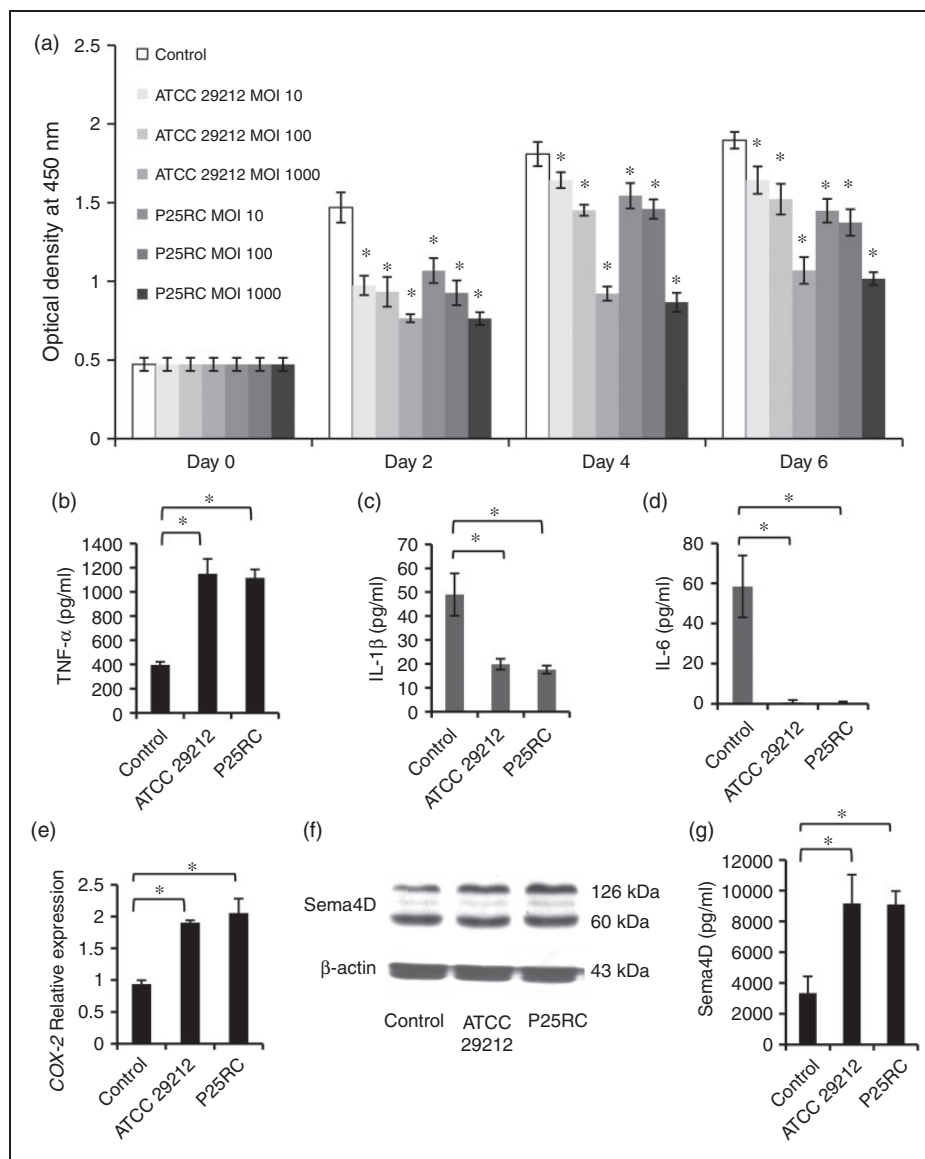 (a)
2.5
2
1.5
1
0.5
0
Optical density at 450 nm
Control
ATCC 29212 MOI 10
ATCC 29212 MOI 100
ATCC 29212 MOI 1000
P25RC MOI 10
P25RC MOI 100
P25RC MOI 1000
* * * * * *
* * * * * *
* * * * * *
Day 0 Day 2 Day 4 Day 6
(b)
* *
1400
1200
1000
800
600
400
200
0
TNF-α (pg/ml)
Control ATCC 29212 P25RC
(c)
* *
70
60
50
40
30
20
10
0
IL-1β (pg/ml)
Control ATCC 29212 P25RC
(d)
* *
80
60
40
20
0
IL-6 (pg/ml)
Control ATCC 29212 P25RC
(e)
* *
2.5
2
1.5
1
0.5
0
COX-2 Relative expression
Control ATCC 29212 P25RC
(f)
Sema4D
126 kDa
60 kDa
β-actin
43 kDa
Control ATCC P25RC
29212
(g)
* *
12000
10000
8000
6000
4000
2000
0
Sema4D
(pg/ml)
Control ATCC 29212 P25RC